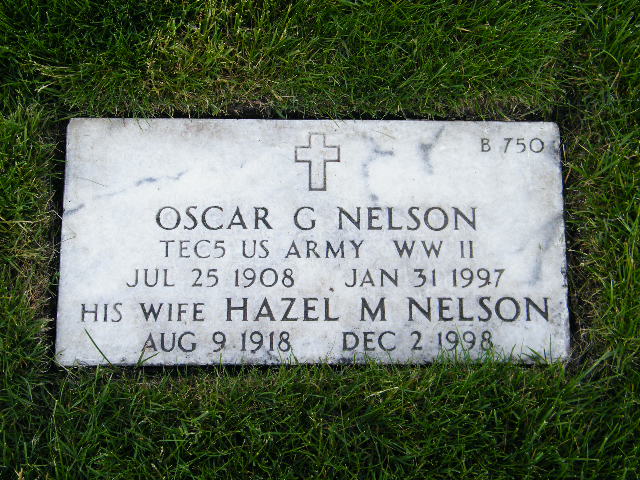 B 750
OSCAR G NELSON
TEC5 US ARMY WW II
JUL 25 1908 JAN 31 1997
HIS WIFE HAZEL M NELSON
AUG 9 1918 DEC 2 1998